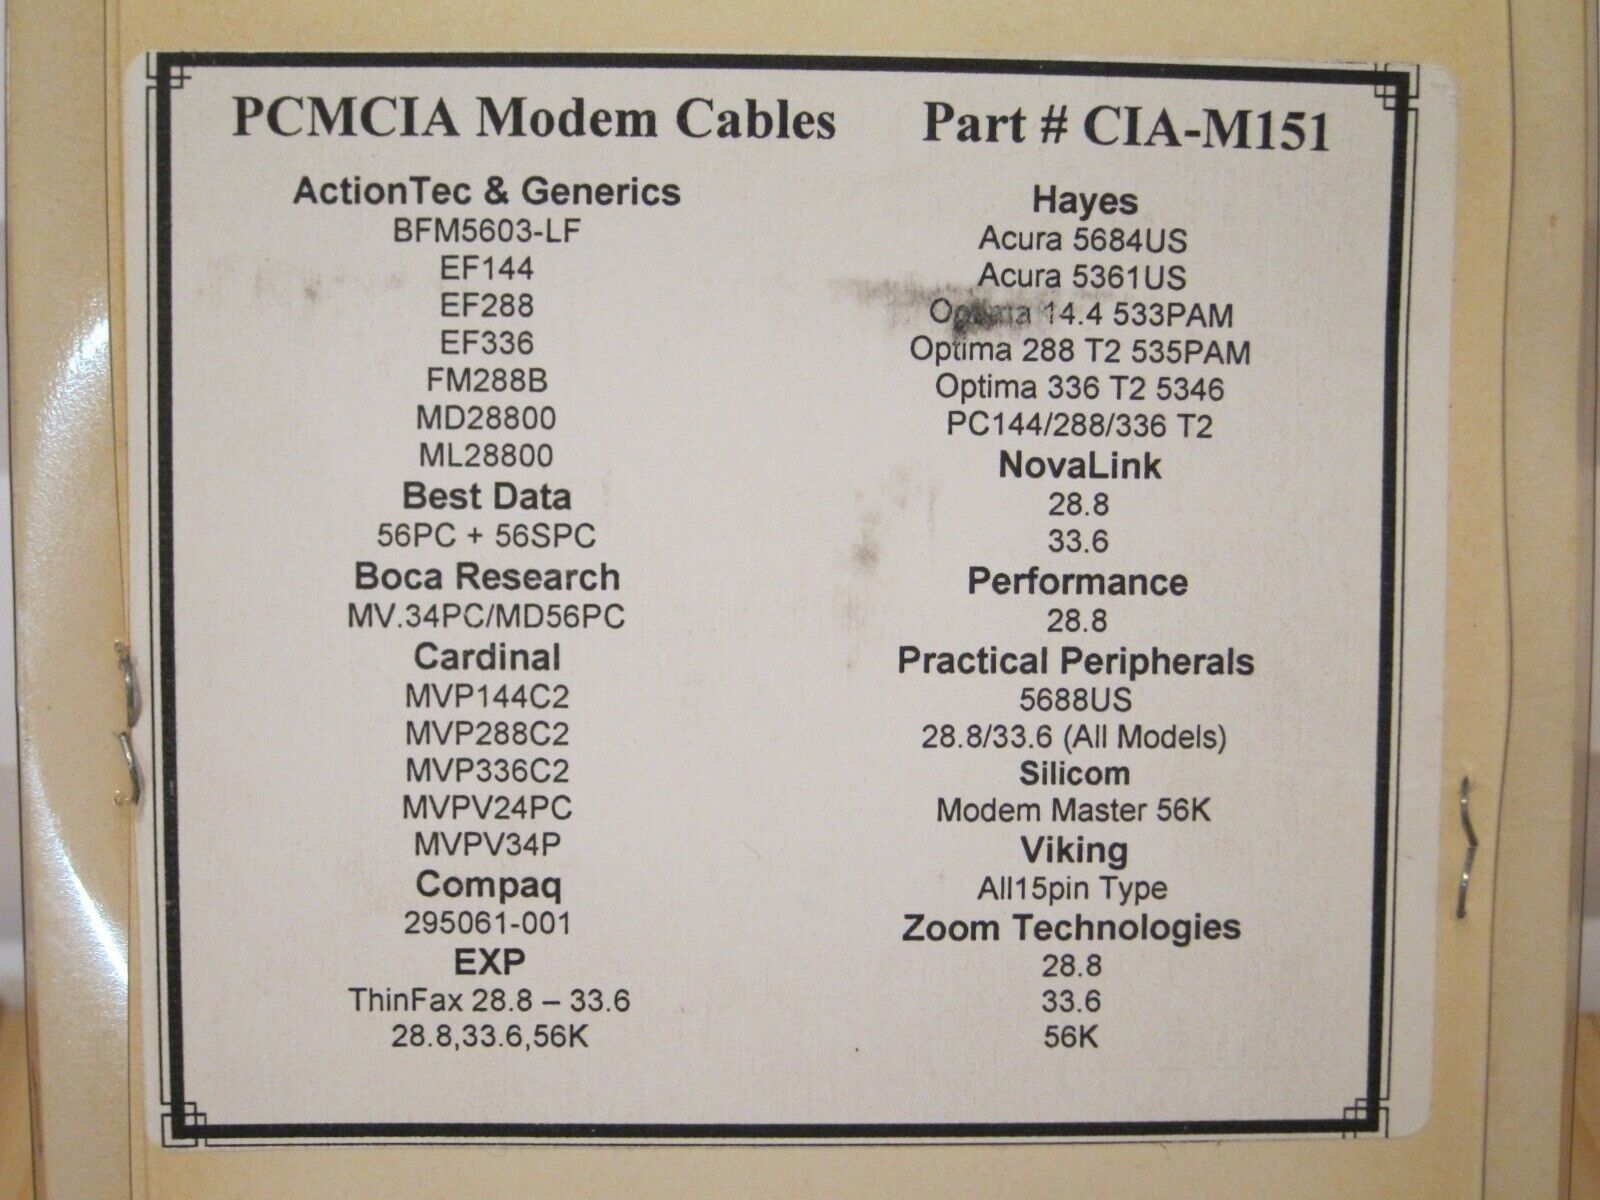 PCMCIA Modem Cables Part # CIA-M151
ActionTec & Generics
BFM5603-LF
EF144
EF288
EF336
FM288B
MD28800
ML28800
Best Data
56PC + 56SPC
Boca Research
MV.34PC/MD56PC
Cardinal
MVP144C2
MVP288C2
MVP336C2
MVPV24PC
MVPV34P
Compaq
295061-001
EXP
ThinFax 28.8 – 33.6
28.8,33.6,56K
Hayes
Acura 5684US
Acura 5361US
14.4 533PAM
Optima 288 T2 535PAM
Optima 336 T2 5346
PC144/288/336 T2
NovaLink
28.8
33.6
Performance
28.8
Practical Peripherals
5688US
28.8/33.6 (All Models)
Silicom
Modem Master 56K
Viking
All15pin Type
Zoom Technologies
28.8
33.6
56K